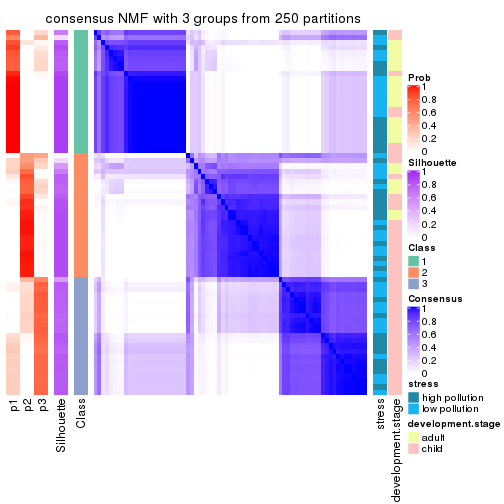 consensus NMF with 3 groups from 250 partitions
Prob
1
0.8
0.6
0.4
0.2
0
Silhouette
1
0.8
0.6
0.4
0.2
0
Class
1
2
3
Consensus
1
0.8
0.6
0.4
0.2
0
stress
high pollution
low pollution
development.stage
adult
child
p1
p2
p3
Silhouette
Class
stress
development.stage